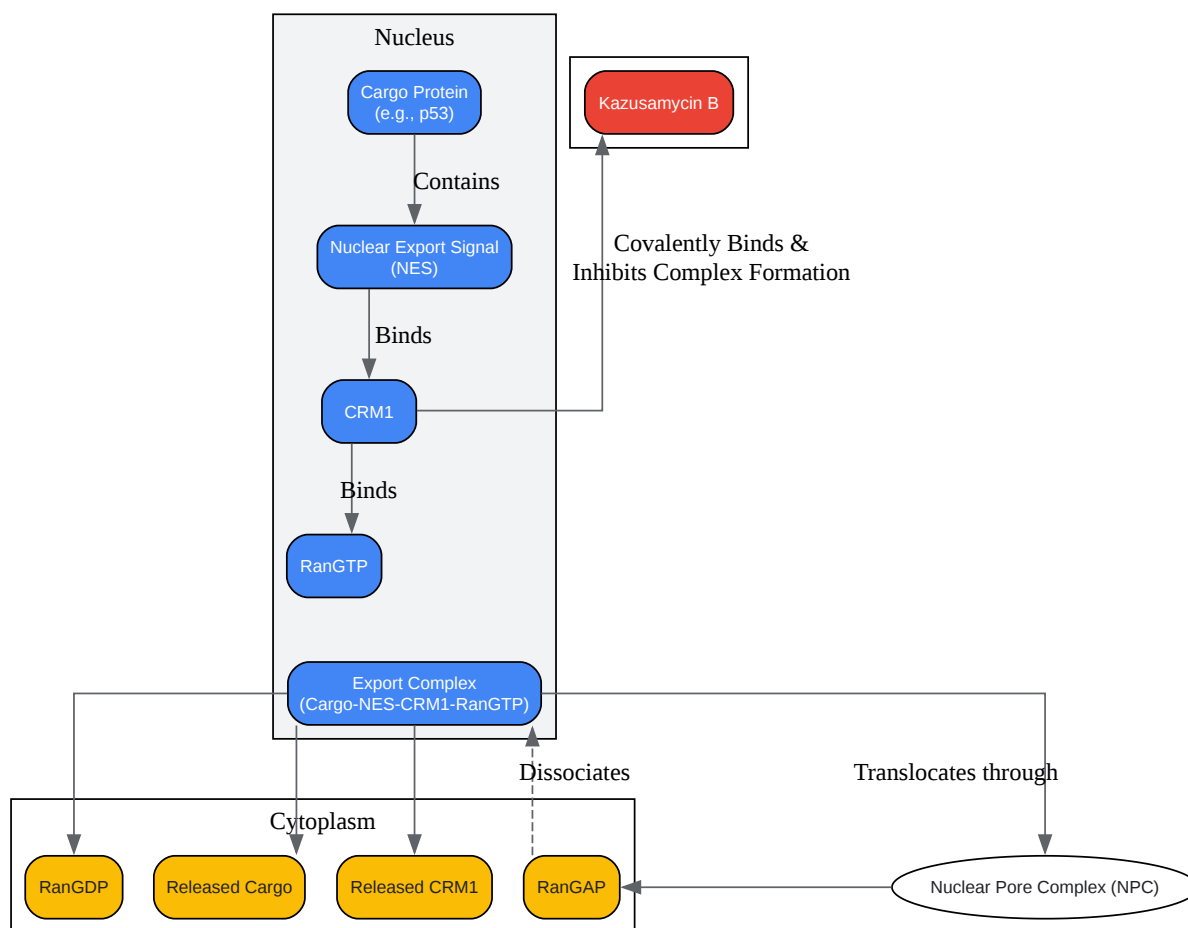 Nucleus
Cargo Protein
(e.g., p53)
Kazusamycin B
Contains
Nuclear Export Signal
(NES)
Covalently Binds &
Inhibits Complex Formation
Binds
CRM1
Binds
RanGTP
Export Complex
(Cargo-NES-CRM1-RanGTP)
Dissociates
Translocates through
Cytoplasm
RanGDP
Released Cargo
Released CRM1
RanGAP
Nuclear Pore Complex (NPC)